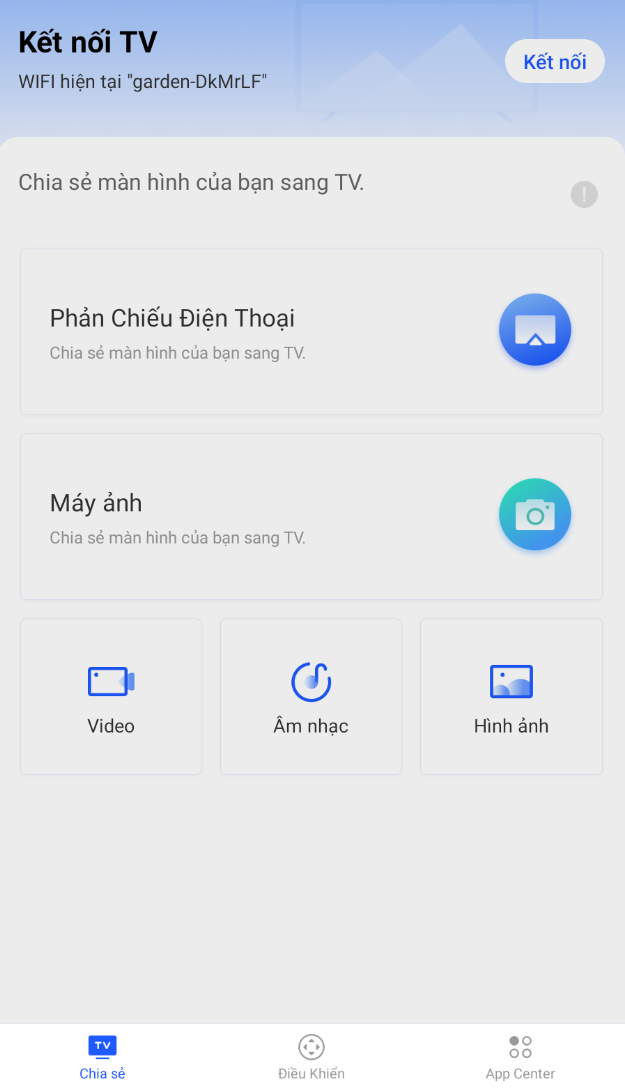 Kết nối TV
WIFI hiện tại "garden-DkMrLF"
Kết nối
Chia sẻ màn hình của bạn sang TV.
!
Phản Chiếu Điện Thoại
Chia sẻ màn hình của bạn sang TV.
Máy ảnh
Chia sẻ màn hình của bạn sang TV.
Video
Âm nhạc
Hình ảnh
TV
Chia sẻ
Điều Khiển
App Center